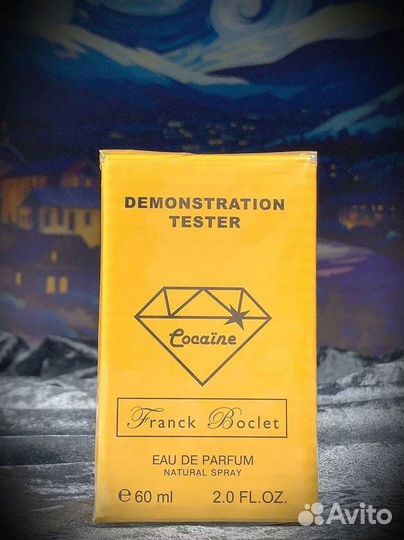 DEMONSTRATION
TESTER
Cocaïne
Franck Boclet
EAU DE PARFUM
NATURAL SPRAY
℮60 ml 2.0 FL.OZ.
Avito